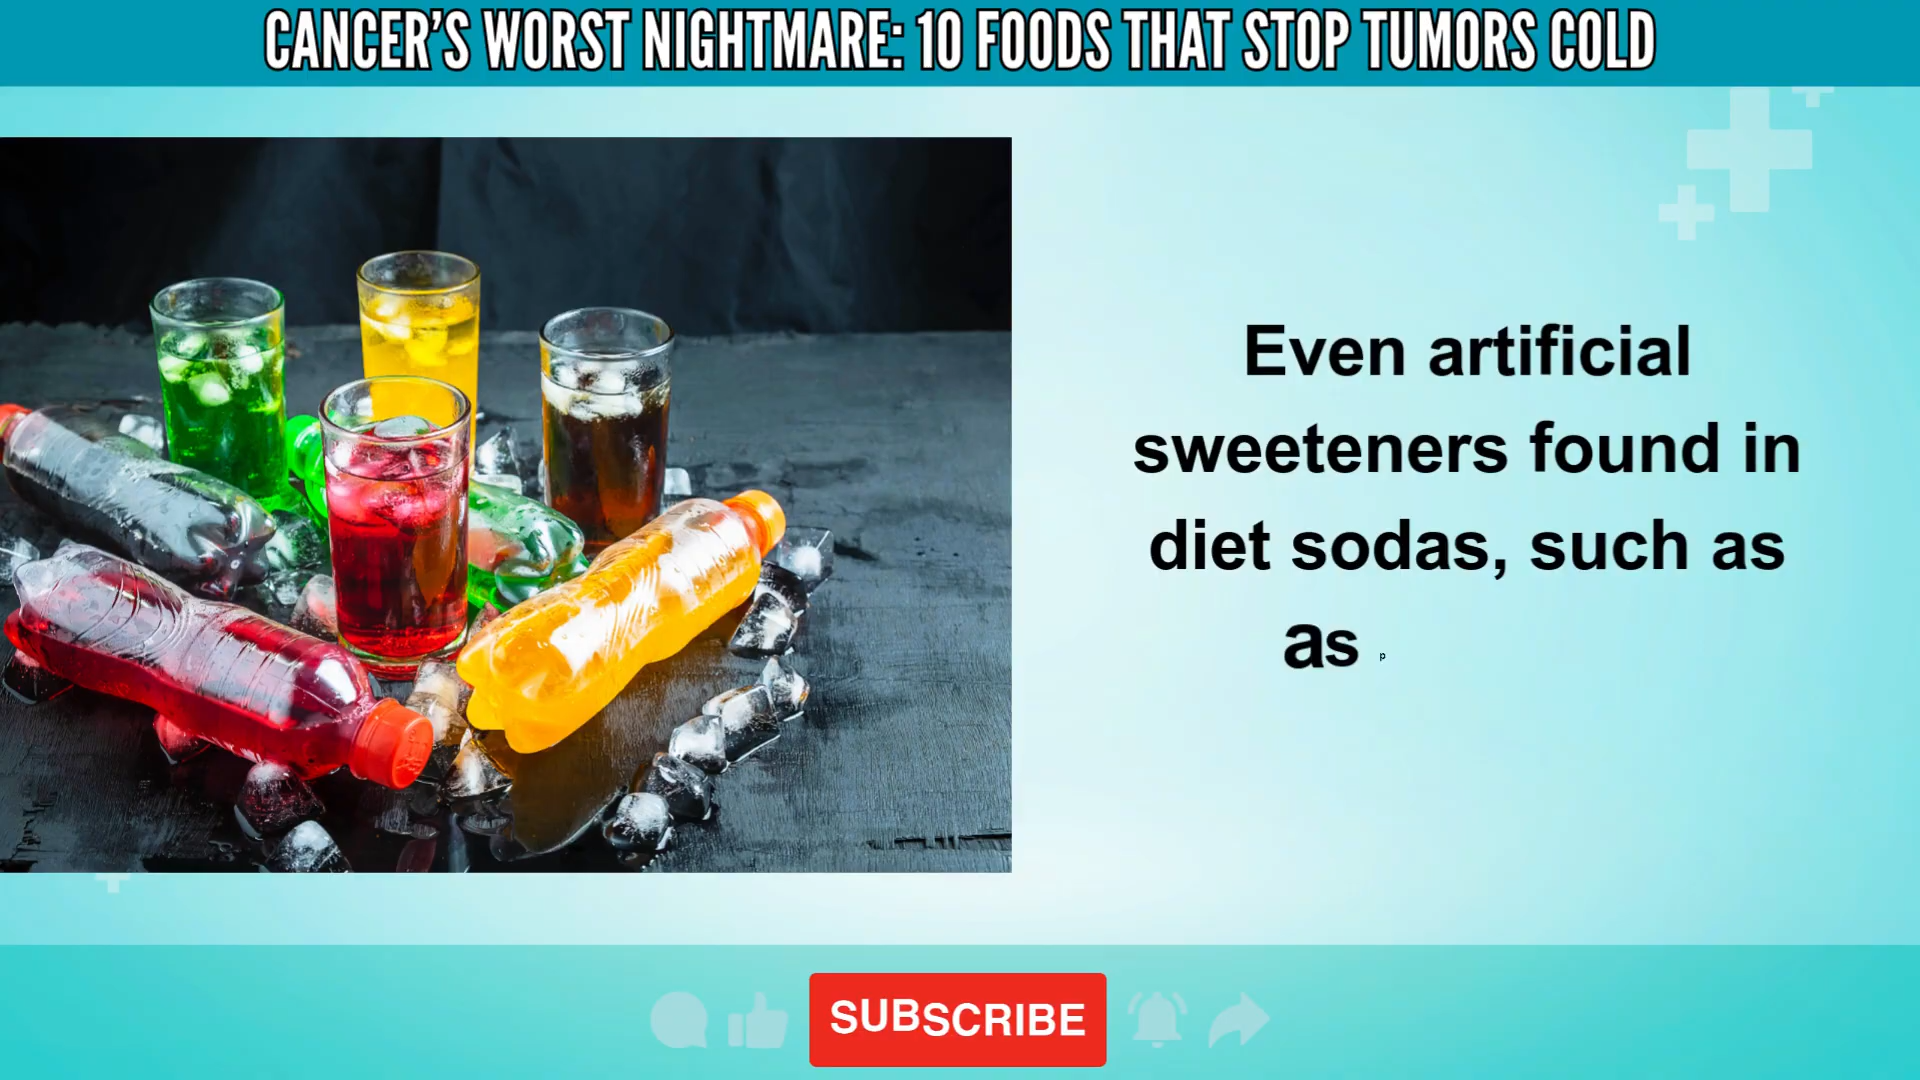 CANCER'S WORST NIGHTMARE: 10 FOODS THAT STOP TUMORS COLD
Even artificial
sweeteners found in
diet sodas, such as
as p
SUBSCRIBE